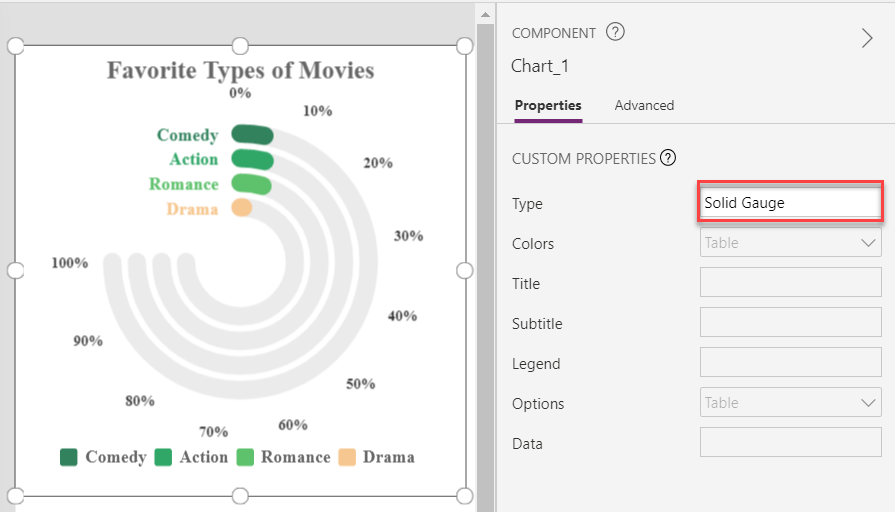 Favorite Types of Movies
0%
10%
20%
30%
40%
50%
60%
70%
80%
90%
100%
Comedy
Action
Romance
Drama
Comedy Action Romance Drama
COMPONENT ?
Chart_1
Properties Advanced
CUSTOM PROPERTIES ?
Type Solid Gauge
Colors Table
Title
Subtitle
Legend
Options Table
Data